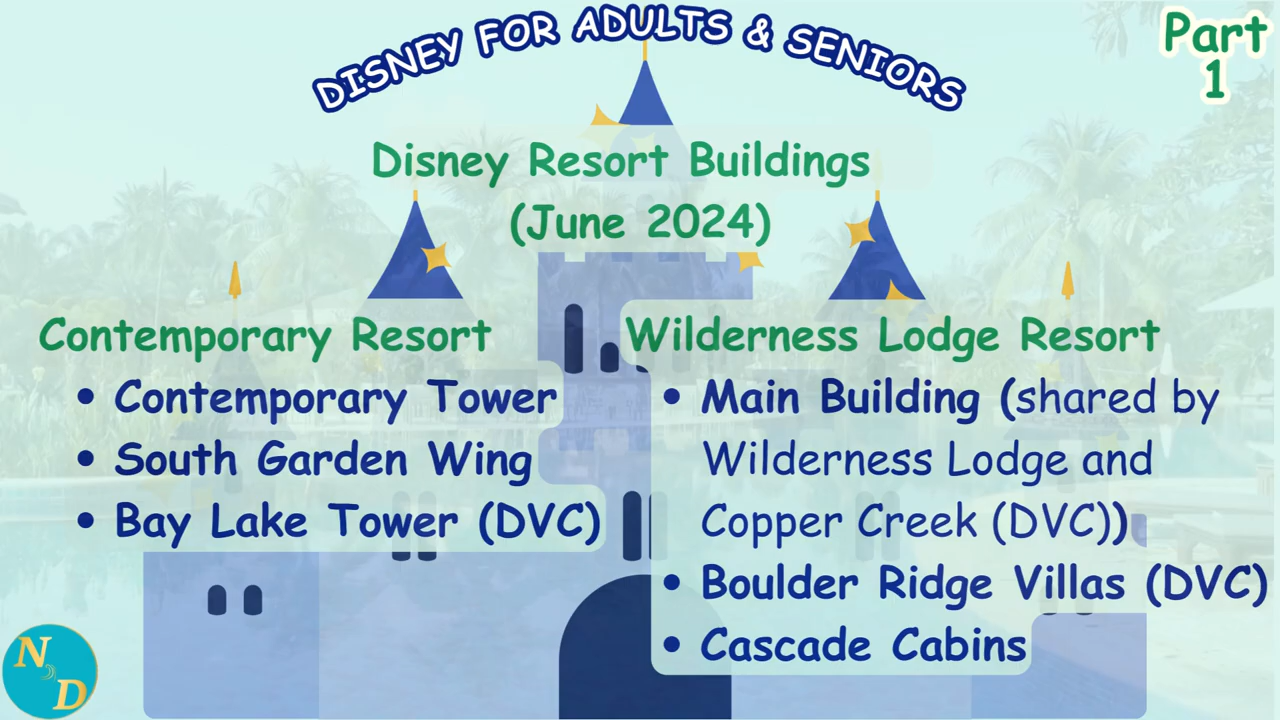 DISNEY FOR ADULTS & SENIORS
Part
1
Disney Resort Buildings
(June 2024)
Contemporary Resort
• Contemporary Tower
• South Garden Wing
• Bay Lake Tower (DVC)
Wilderness Lodge Resort
• Main Building (shared by
Wilderness Lodge and
Copper Creek (DVC))
• Boulder Ridge Villas (DVC)
• Cascade Cabins
N
D